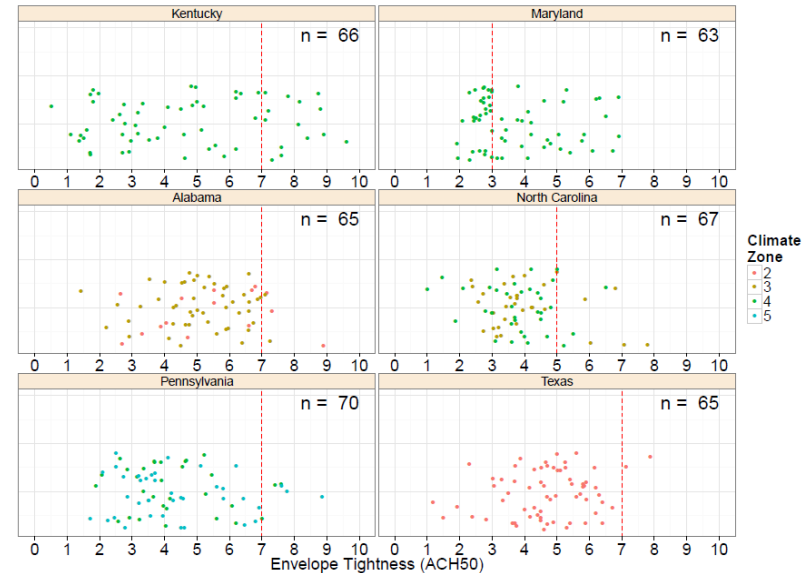 Kentucky Maryland
n = 66 n = 63
0 1 2 3 4 5 6 7 8 9 10 0 1 2 3 4 5 6 7 8 9 10
Alabama North Carolina
n = 65 n = 67
0 1 2 3 4 5 6 7 8 9 10 0 1 2 3 4 5 6 7 8 9 10
Pennsylvania Texas
n = 70 n = 65
0 1 2 3 4 5 6 7 8 9 10 0 1 2 3 4 5 6 7 8 9 10
Envelope Tightness (ACH50)
Climate
Zone
2
3
4
5